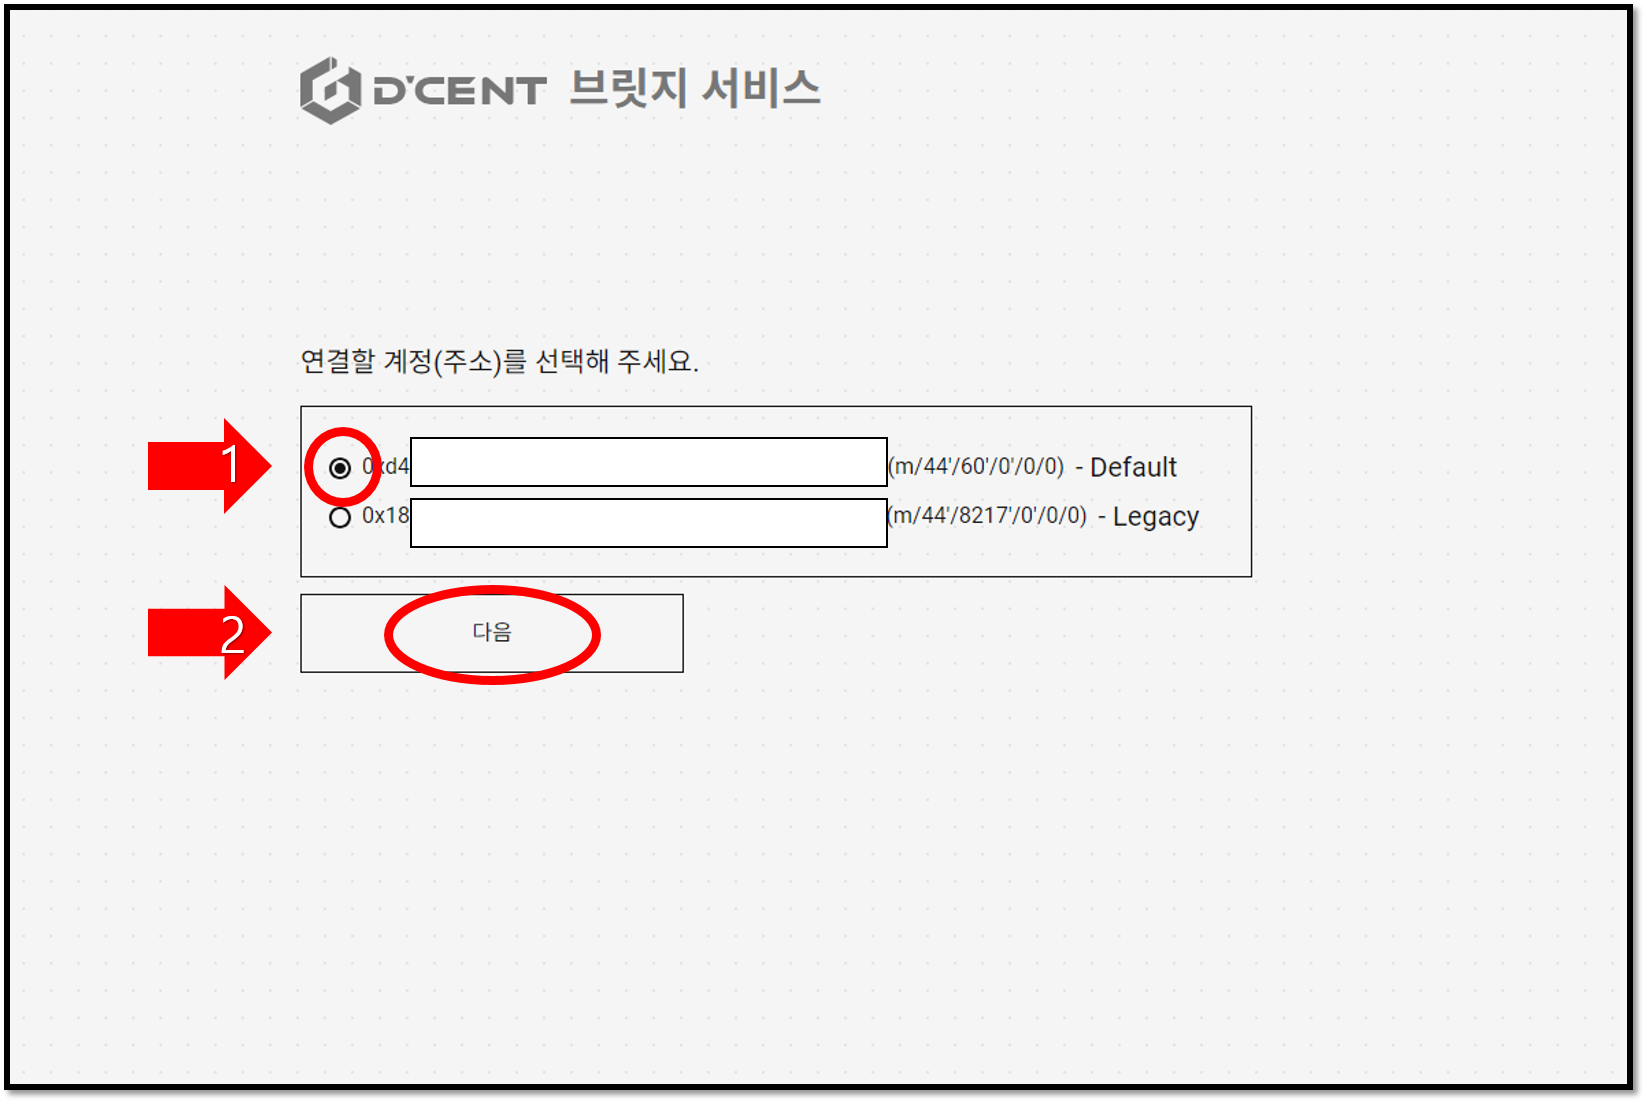 D'CENT 브릿지 서비스
연결할 계정(주소)를 선택해 주세요.
1
0xd4 (m/44'/60'/0'/0/0) - Default
0x18 (m/44'/8217'/0'/0/0) - Legacy
2
다음